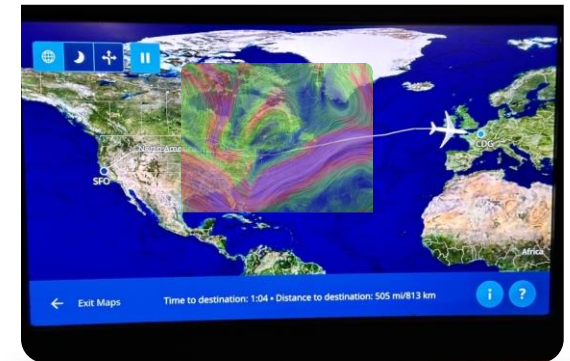 North Ame
SFO
CDG
Africa
Exit Maps
Time to destination: 1:04 • Distance to destination: 505 mi/813 km
i
?